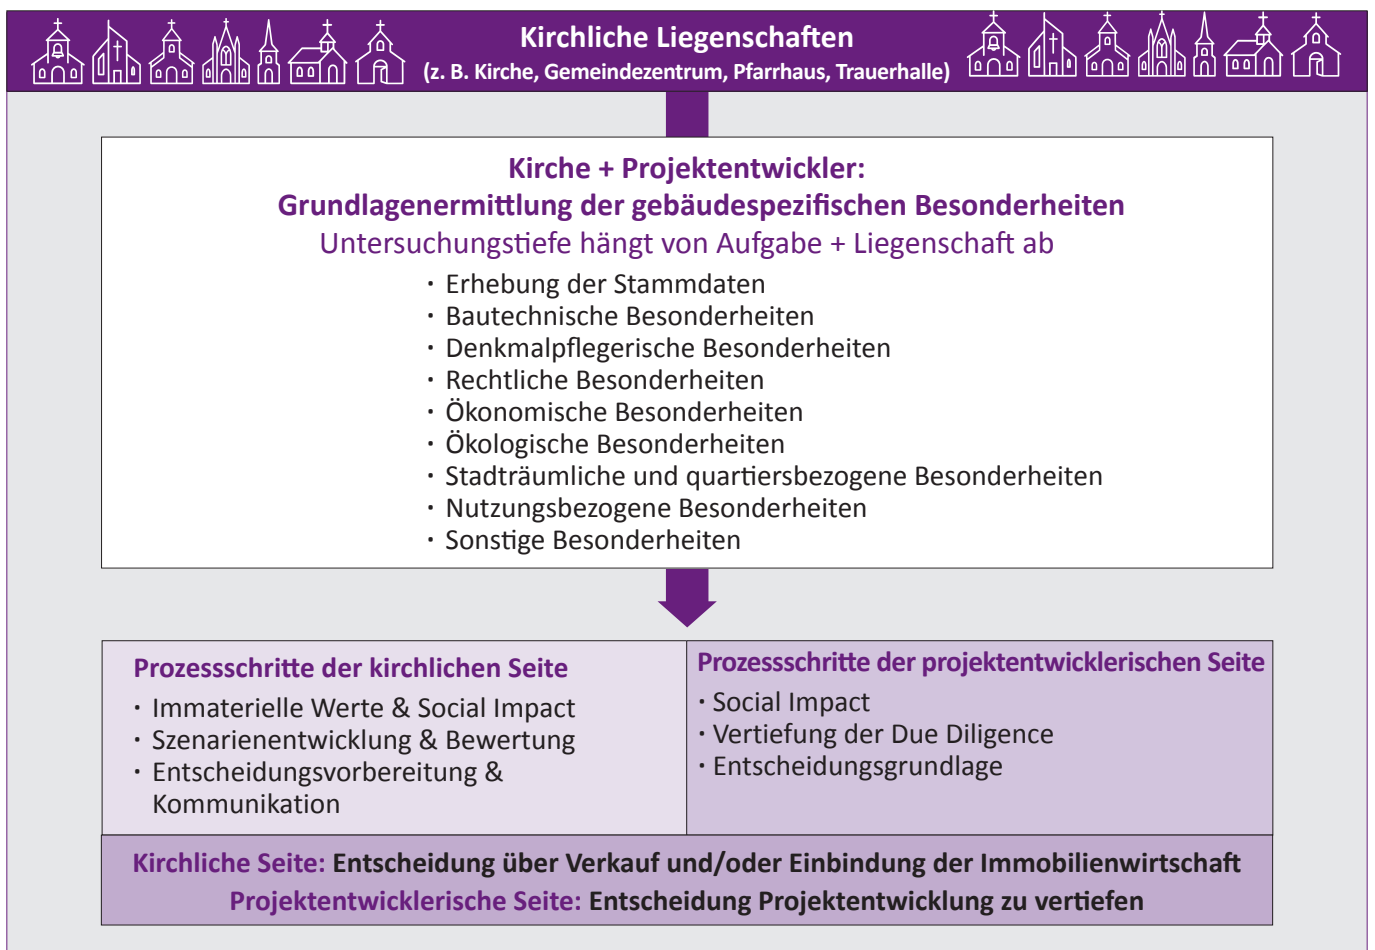 Kirchliche Liegenschaften
(z. B. Kirche, Gemeindezentrum, Pfarrhaus, Trauerhalle)
Kirche + Projektentwickler:
Grundlagenermittlung der gebäudespezifischen Besonderheiten
Untersuchungstiefe hängt von Aufgabe + Liegenschaft ab
· Erhebung der Stammdaten
· Bautechnische Besonderheiten
· Denkmalpflegerische Besonderheiten
· Rechtliche Besonderheiten
· Ökonomische Besonderheiten
· Ökologische Besonderheiten
· Stadträumliche und quartiersbezogene Besonderheiten
· Nutzungsbezogene Besonderheiten
· Sonstige Besonderheiten
Prozessschritte der kirchlichen Seite
· Immaterielle Werte & Social Impact
· Szenarienentwicklung & Bewertung
· Entscheidungsvorbereitung &
Kommunikation
Prozessschritte der projektentwicklerischen Seite
· Social Impact
· Vertiefung der Due Diligence
· Entscheidungsgrundlage
Kirchliche Seite: Entscheidung über Verkauf und/oder Einbindung der Immobilienwirtschaft
Projektentwicklerische Seite: Entscheidung Projektentwicklung zu vertiefen